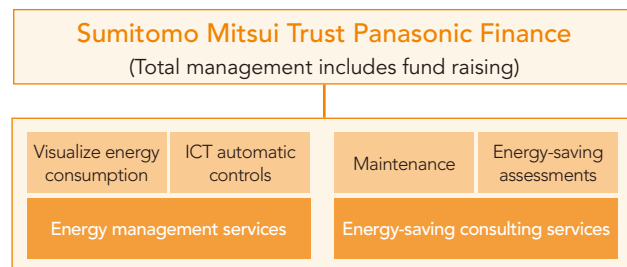 Sumitomo Mitsui Trust Panasonic Finance
(Total management includes fund raising)
Visualize energy
consumption
ICT automatic
controls
Maintenance
Energy-saving
assessments
Energy management services
Energy-saving consulting services